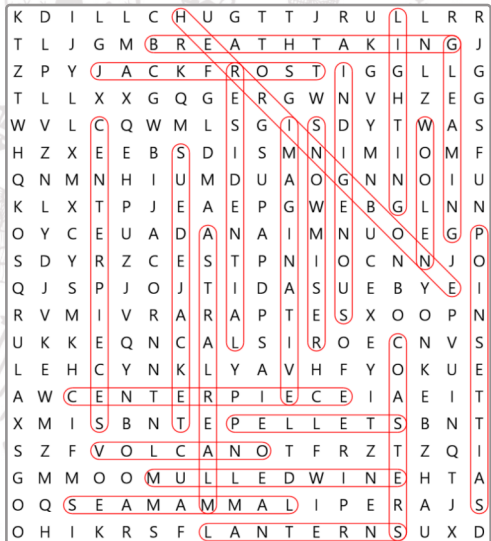 K D I L L C H U G T T J R U L L R R
T L J G M B R E A T H T A K I N G J
Z P Y J A C K F R O S T I G G L L G
T L L X X G Q G E R G W N V H Z E G
W V L C Q W M L S G I S D Y T W A S
H Z X E E B S D I S M N I M I O M F
Q N M N H I U M D U A O G N N O I U
K L X T P J E A E P G W E B G L N N
O Y C E U A D A N A I M N U O E G P
S D Y R Z C E S T P N I O C N N J O
Q J S P J O J T I D A S U E B Y E I
R V M I V R A R A P T E S X O O P N
U K K E Q N C A L S I R O E C N V S
L E H C Y N K L Y A V H F Y O K U E
A W C E N T E R P I E C E I A E I T
X M I S B N T E P E L L E T S B N T
S Z F V O L C A N O T F R Z T Z Q I
G M M O O M U L L E D W I N E H T A
O Q S E A M A M M A L I P E R A J S
O H I K R S F L A N T E R N S U X D